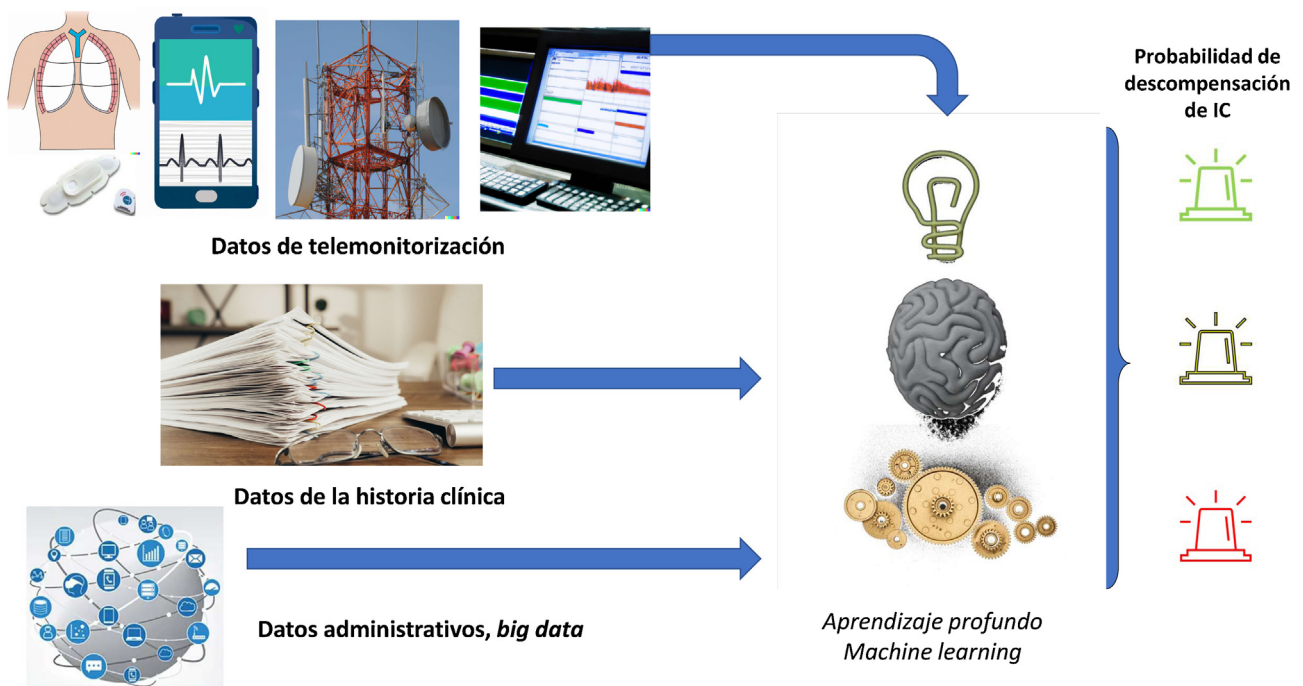 Datos de telemonitorización
Datos de la historia clínica
Datos administrativos, big data
Aprendizaje profundo
Machine learning
Probabilidad de
descompensación
de IC